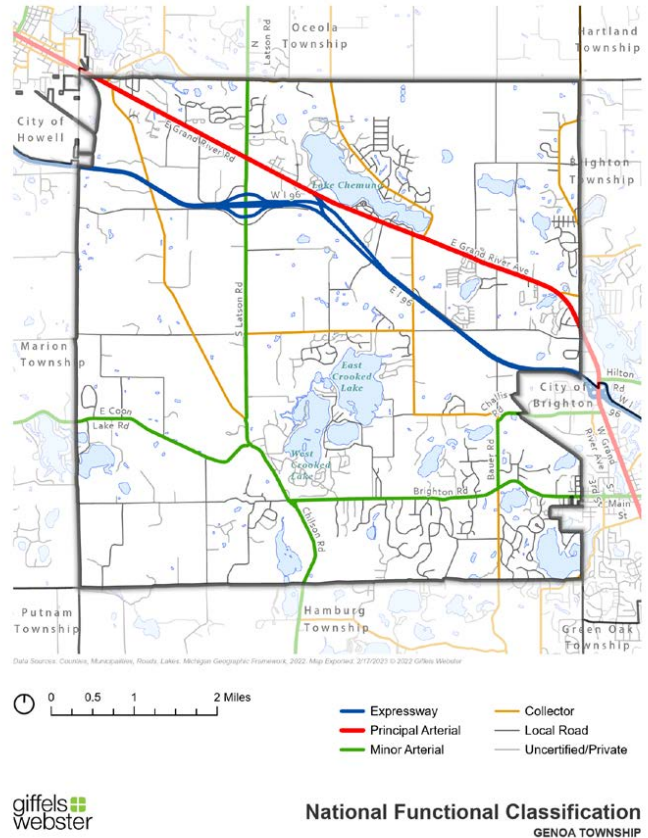 Oceola
Township
Hartland
Township
N
Latson Rd
City of
Howell
E Grand River Rd
Lake Chemung
Brighton
Township
W I 96
E Grand River Ave
E I 96
S Latson Rd
Marion
Township
East
Crooked
Lake
Hilton
Rd
W I
96
City of
Brighton
Challis
Rd
E Coon
Lake Rd
West
Crooked
Lake
Bauer Rd
W Grand
River Ave
Brighton Rd
3rd St
Main
St
Chilson Rd
Putnam
Township
Hamburg
Township
Green Oak
Township
Data Sources: Counties, Municipalities, Roads, Lakes, Michigan Geographic Framework, 2022. Map Exported, 2/17/2023 © 2022 Giffels Webster
0 0.5 1 2 Miles
Expressway
Principal Arterial
Minor Arterial
Collector
Local Road
Uncertified/Private
giffels
webster
National Functional Classification
GENOA TOWNSHIP